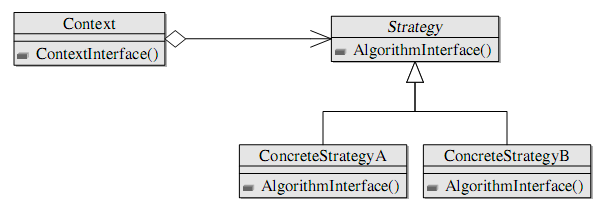 Context
ContextInterface()
Strategy
AlgorithmInterface()
ConcreteStrategyA
AlgorithmInterface()
ConcreteStrategyB
AlgorithmInterface()